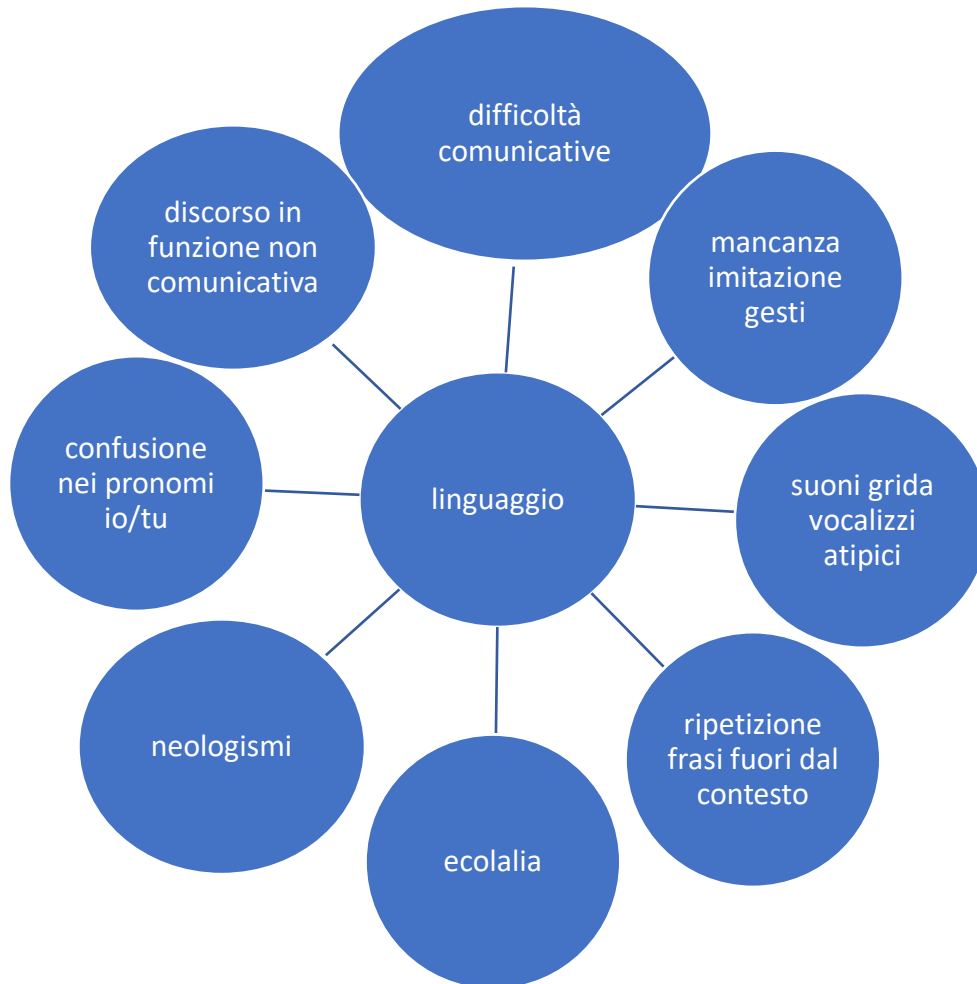 difficoltà
comunicative
mancanza
imitazione
gesti
suoni grida
vocalizzi
atipici
ripetizione
frasi fuori dal
contesto
ecolalia
neologismi
confusione
nei pronomi
io/tu
discorso in
funzione non
comunicativa
linguaggio